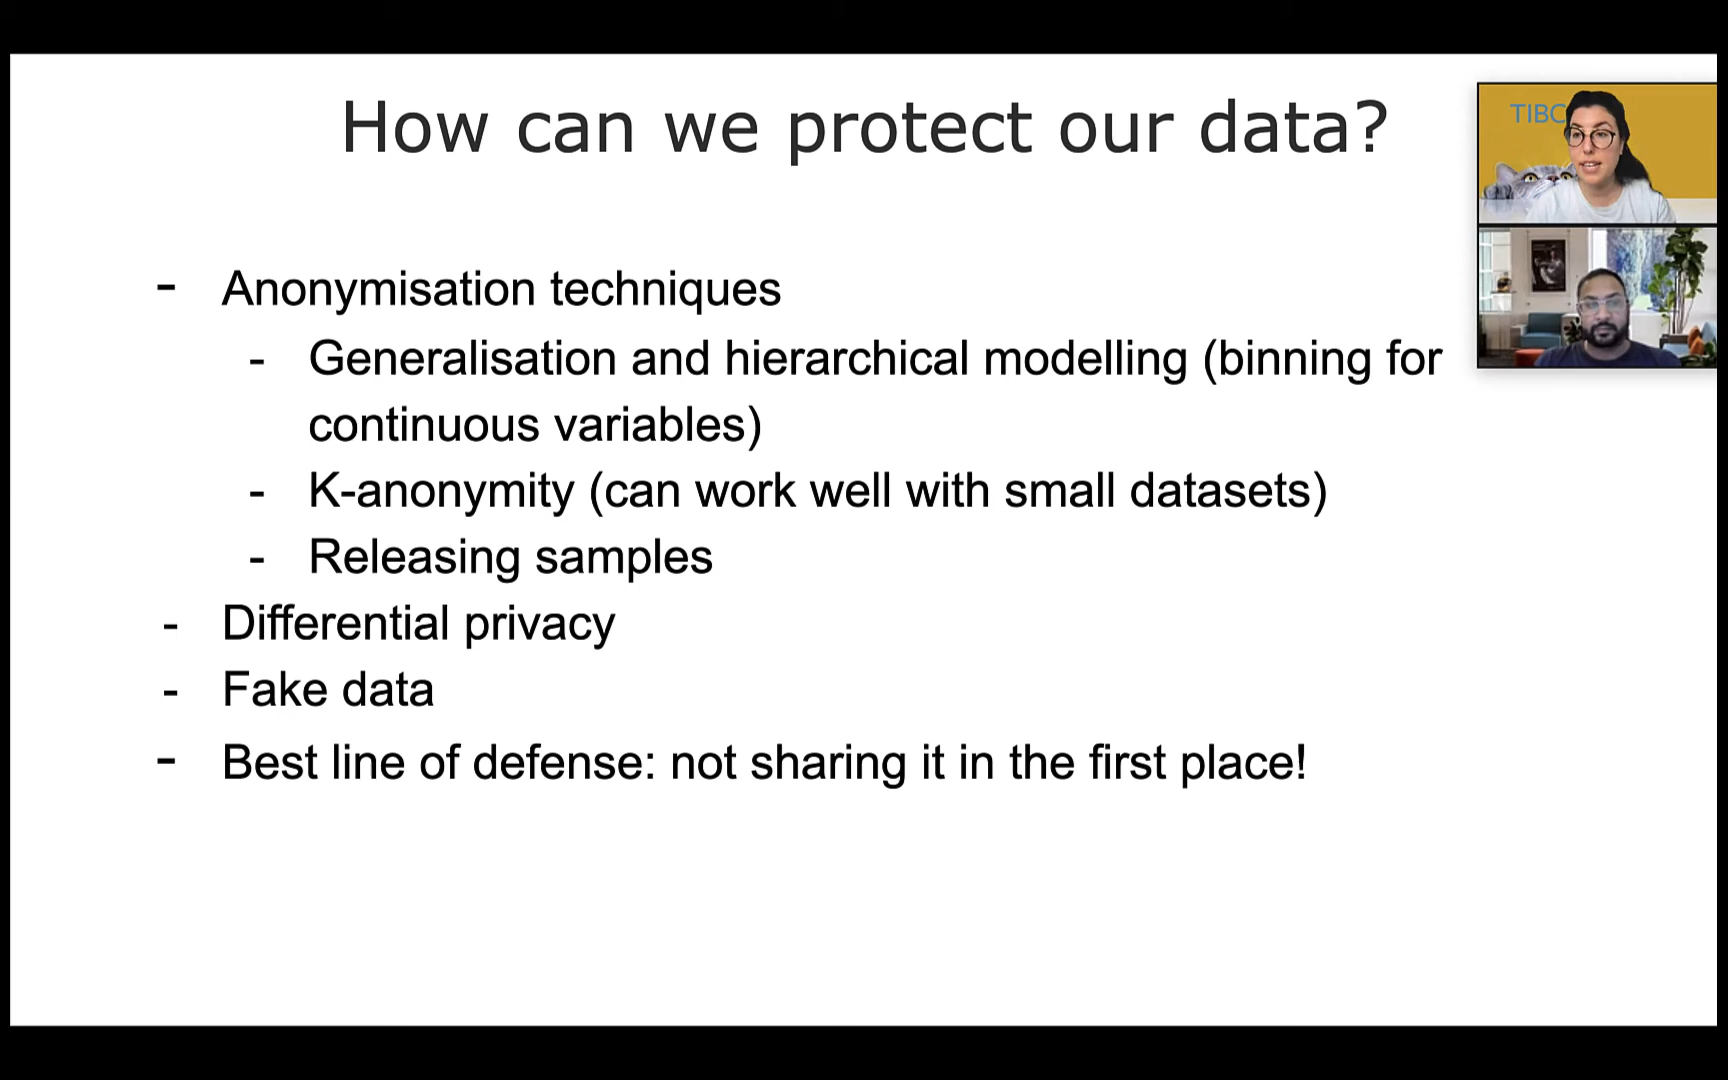 How can we protect our data?
TIBC
- Anonymisation techniques
- Generalisation and hierarchical modelling (binning for
continuous variables)
- K-anonymity (can work well with small datasets)
- Releasing samples
- Differential privacy
- Fake data
- Best line of defense: not sharing it in the first place!